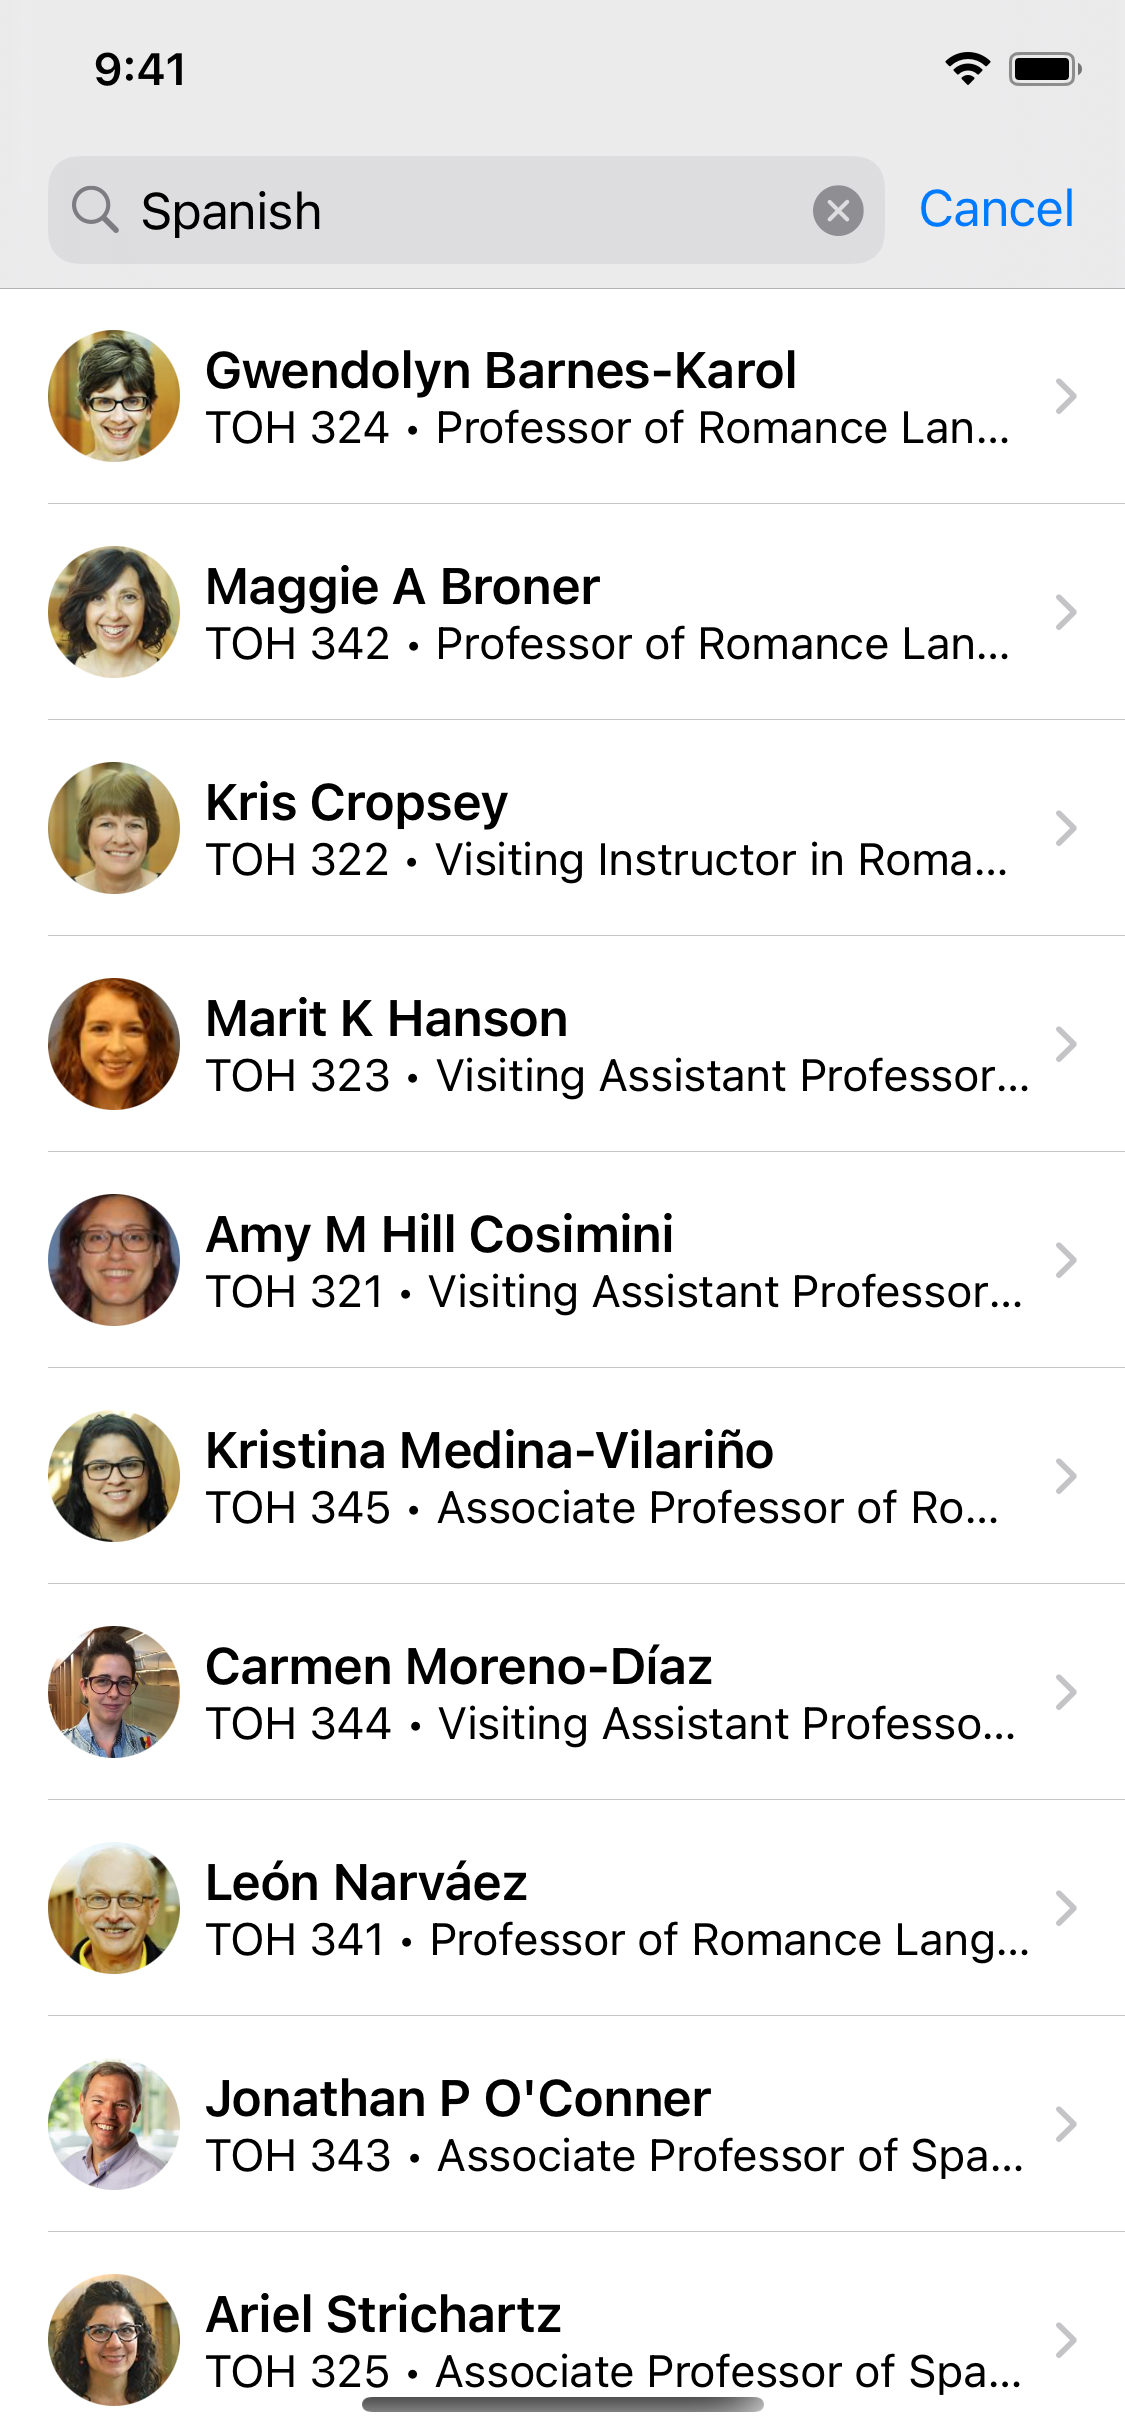 9:41
Spanish
Cancel
Gwendolyn Barnes-Karol
TOH 324 • Professor of Romance Lan...
Maggie A Broner
TOH 342 • Professor of Romance Lan...
Kris Cropsey
TOH 322 • Visiting Instructor in Roma...
Marit K Hanson
TOH 323 • Visiting Assistant Professor...
Amy M Hill Cosimini
TOH 321 • Visiting Assistant Professor...
Kristina Medina-Vilariño
TOH 345 • Associate Professor of Ro...
Carmen Moreno-Díaz
TOH 344 • Visiting Assistant Professo...
León Narváez
TOH 341 • Professor of Romance Lang...
Jonathan P O'Conner
TOH 343 • Associate Professor of Spa...
Ariel Strichartz
TOH 325 • Associate Professor of Spa...